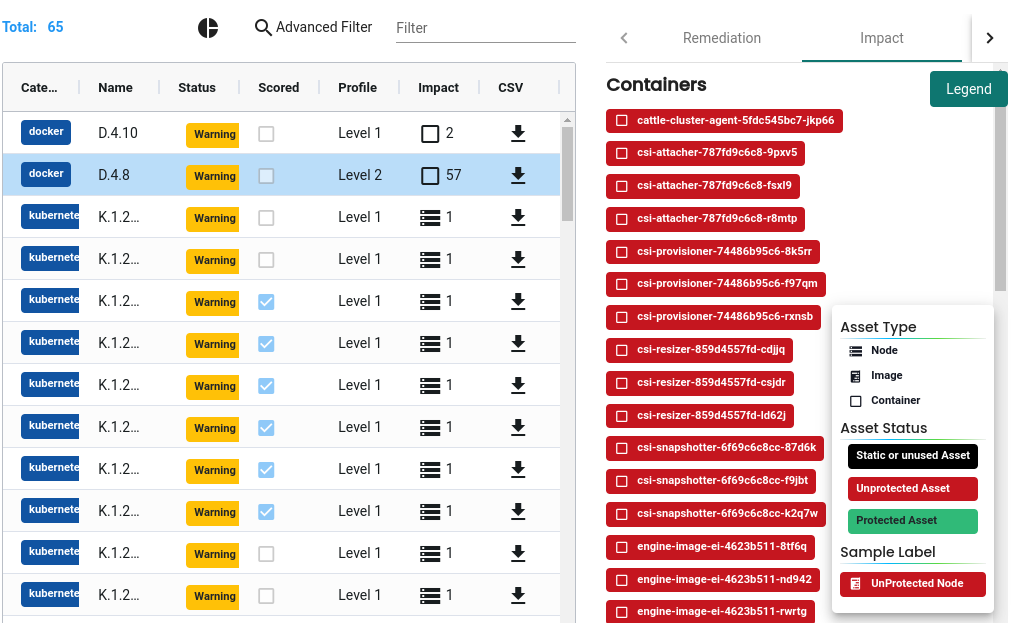 Total: 65
Advanced Filter
Filter
Cate... Name Status Scored Profile Impact CSV
docker D.4.10 Warning Level 1 2
docker D.4.8 Warning Level 2 57
kubernete K.1.2... Warning Level 1 1
kubernete K.1.2... Warning Level 1 1
kubernete K.1.2... Warning Level 1 1
kubernete K.1.2... Warning Level 1 1
kubernete K.1.2... Warning Level 1 1
kubernete K.1.2... Warning Level 1 1
kubernete K.1.2... Warning Level 1 1
kubernete K.1.2... Warning Level 1 1
kubernete K.1.2... Warning Level 1 1
kubernete K.1.2... Warning Level 1 1
Remediation Impact
Containers
Legend
cattle-cluster-agent-5fdc545bc7-jkp66
csi-attacher-787fd9c6c8-9pxv5
csi-attacher-787fd9c6c8-fsxl9
csi-attacher-787fd9c6c8-r8mtp
csi-provisioner-74486b95c6-8k5rr
csi-provisioner-74486b95c6-f97qm
csi-provisioner-74486b95c6-rxnsb
csi-resizer-859d4557fd-cdjjq
csi-resizer-859d4557fd-csjdr
csi-resizer-859d4557fd-ld62j
csi-snapshotter-6f69c6c8cc-87d6k
csi-snapshotter-6f69c6c8cc-f9jbt
csi-snapshotter-6f69c6c8cc-k2q7w
engine-image-ei-4623b511-8tf6q
engine-image-ei-4623b511-nd942
engine-image-ei-4623b511-rwrtg
Asset Type
Node
Image
Container
Asset Status
Static or unused Asset
Unprotected Asset
Protected Asset
Sample Label
UnProtected Node